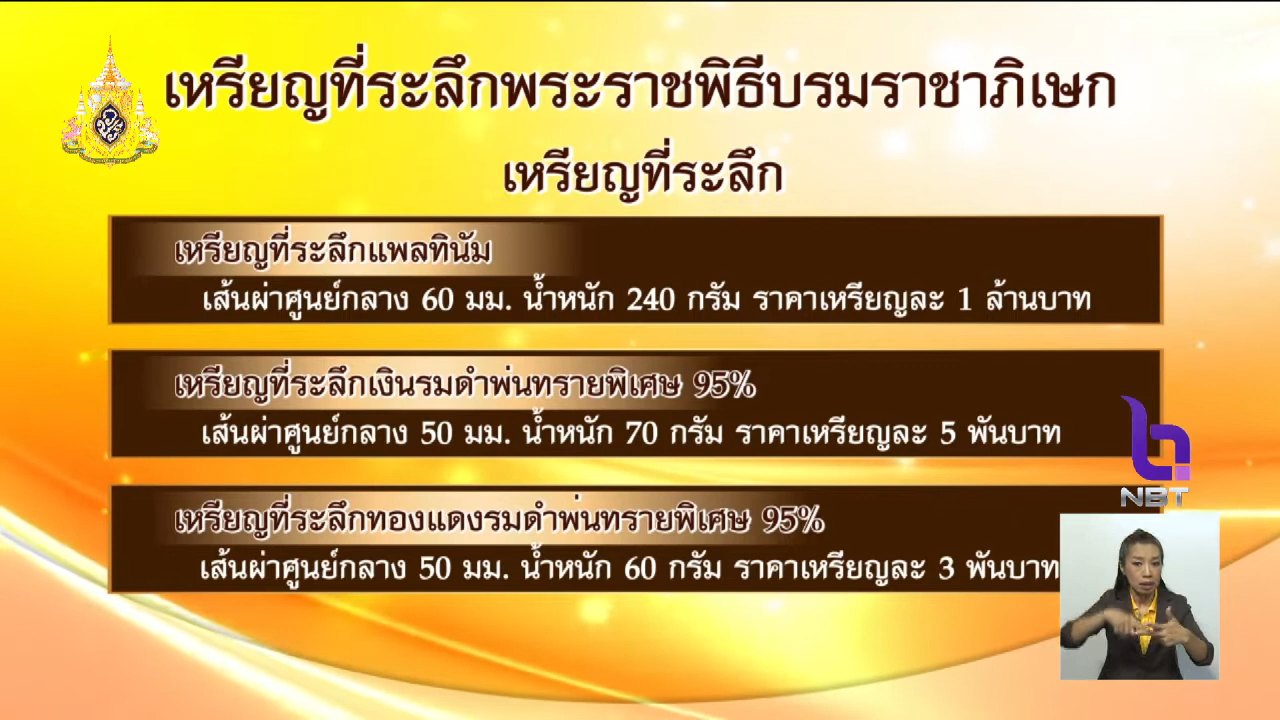 เหรียญที่ระลึกพระราชพิธีบรมราชาภิเษก
เหรียญที่ระลึก
เหรียญที่ระลึกแพลทินัม
เส้นผ่าศูนย์กลาง 60 มม. น้ำหนัก 240 กรัม ราคาเหรียญละ 1 ล้านบาท
เหรียญที่ระลึกเงินรมดำพ่นทรายพิเศษ 95%
เส้นผ่าศูนย์กลาง 50 มม. น้ำหนัก 70 กรัม ราคาเหรียญละ 5 พันบาท
เหรียญที่ระลึกทองแดงรมดำพ่นทรายพิเศษ 95%
เส้นผ่าศูนย์กลาง 50 มม. น้ำหนัก 60 กรัม ราคาเหรียญละ 3 พันบาท
NBT